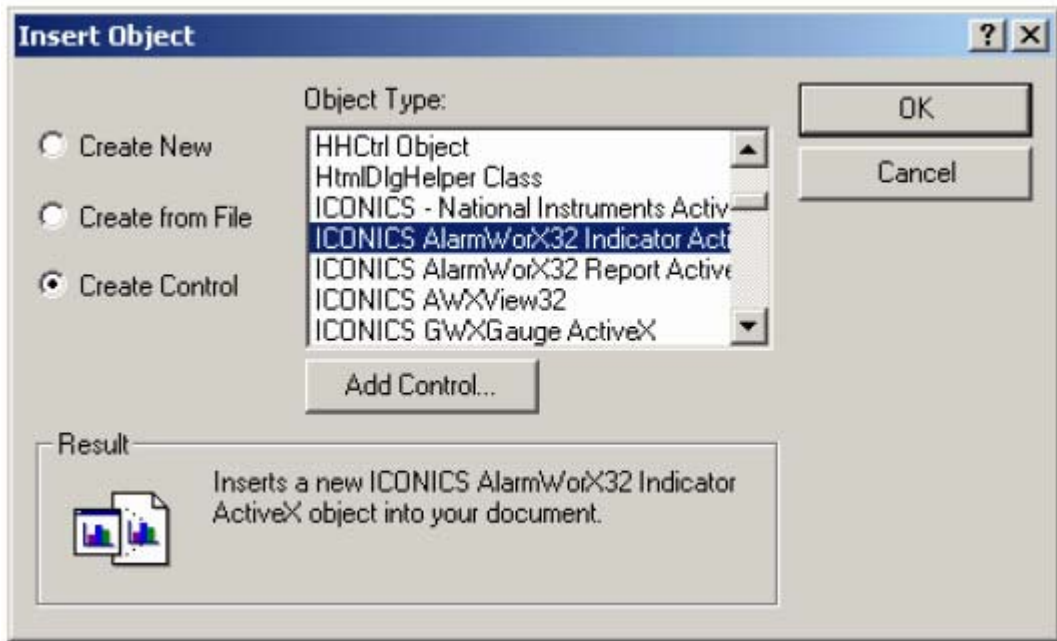 Insert Object
Object Type:
Create New
Create from File
Create Control
HHCtrl Object
HtmlDlgHelper Class
ICONICS - National Instruments Activ
ICONICS AlarmWorX32 Indicator Acti
ICONICS AlarmWorX32 Report Active
ICONICS AWXView32
ICONICS GWXGauge ActiveX
Add Control...
OK
Cancel
Result
Inserts a new ICONICS AlarmWorX32 Indicator
ActiveX object into your document.